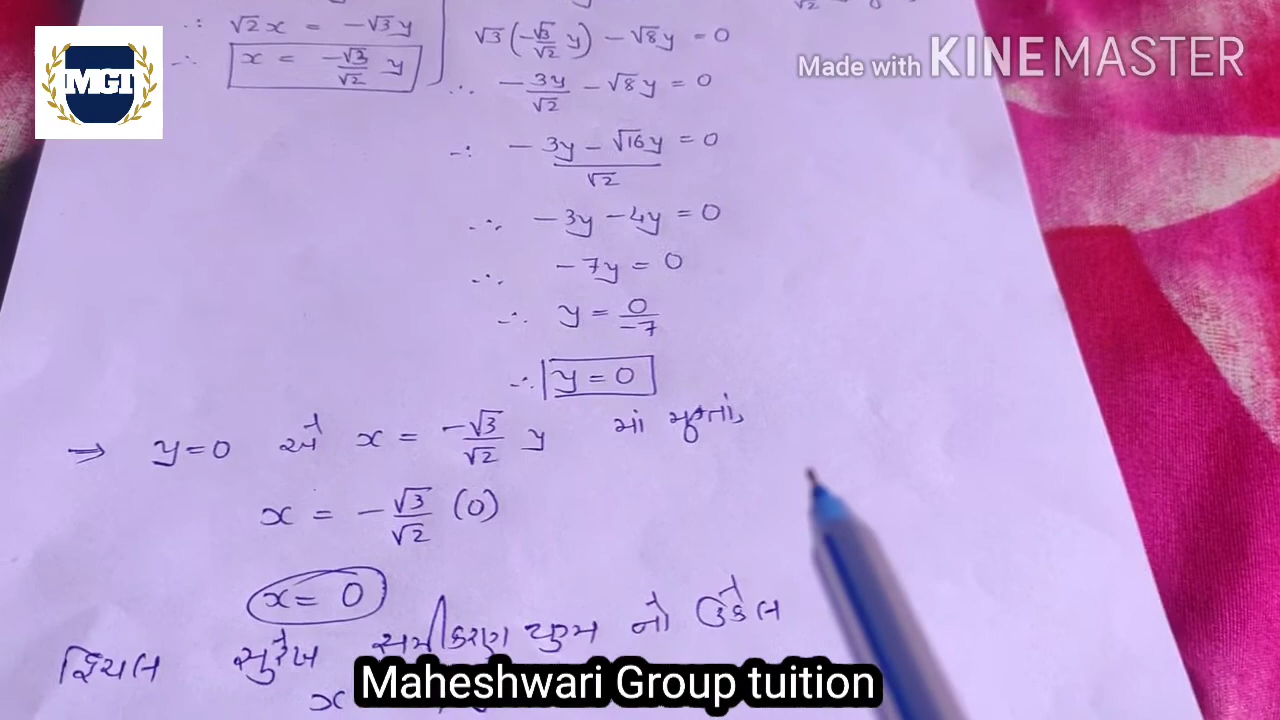 ∴ √2x = -√3y
∴ x = -√3/√2 y
√3(-√3/√2 y) - √8y = 0
∴ -3y/√2 - √8y = 0
∴ -3y - √16y/√2 = 0
∴ -3y - 4y = 0
∴ -7y = 0
∴ y = 0/-7
∴ y = 0
⇒ y=0 એ x = -√3/√2 y માં મૂકતાં,
x = -√3/√2 (0)
x = 0
દ્વિચલ સુરેખ સમીકરણ યુગ્મ નો ઉકેલ
x
IMGI
Made with KINEMASTER
Maheshwari Group tuition